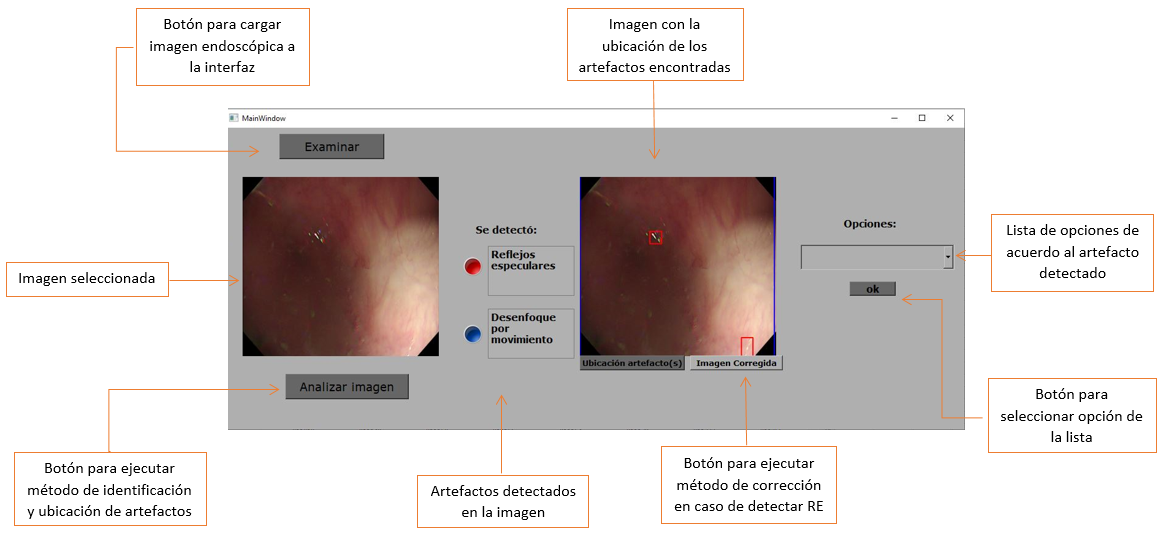 Botón para cargar
imagen endoscópica a
la interfaz
Imagen con la
ubicación de los
artefactos encontradas
MainWindow
Examinar
Se detectó:
Reflejos
especulares
Desenfoque
por
movimiento
Opciones:
ok
Lista de opciones de
acuerdo al artefacto
detectado
Imagen seleccionada
Ubicación artefacto(s)
Imagen Corregida
Analizar imagen
Botón para
seleccionar opción de
la lista
Botón para ejecutar
método de identificación
y ubicación de artefactos
Artefactos detectados
en la imagen
Botón para ejecutar
método de corrección
en caso de detectar RE